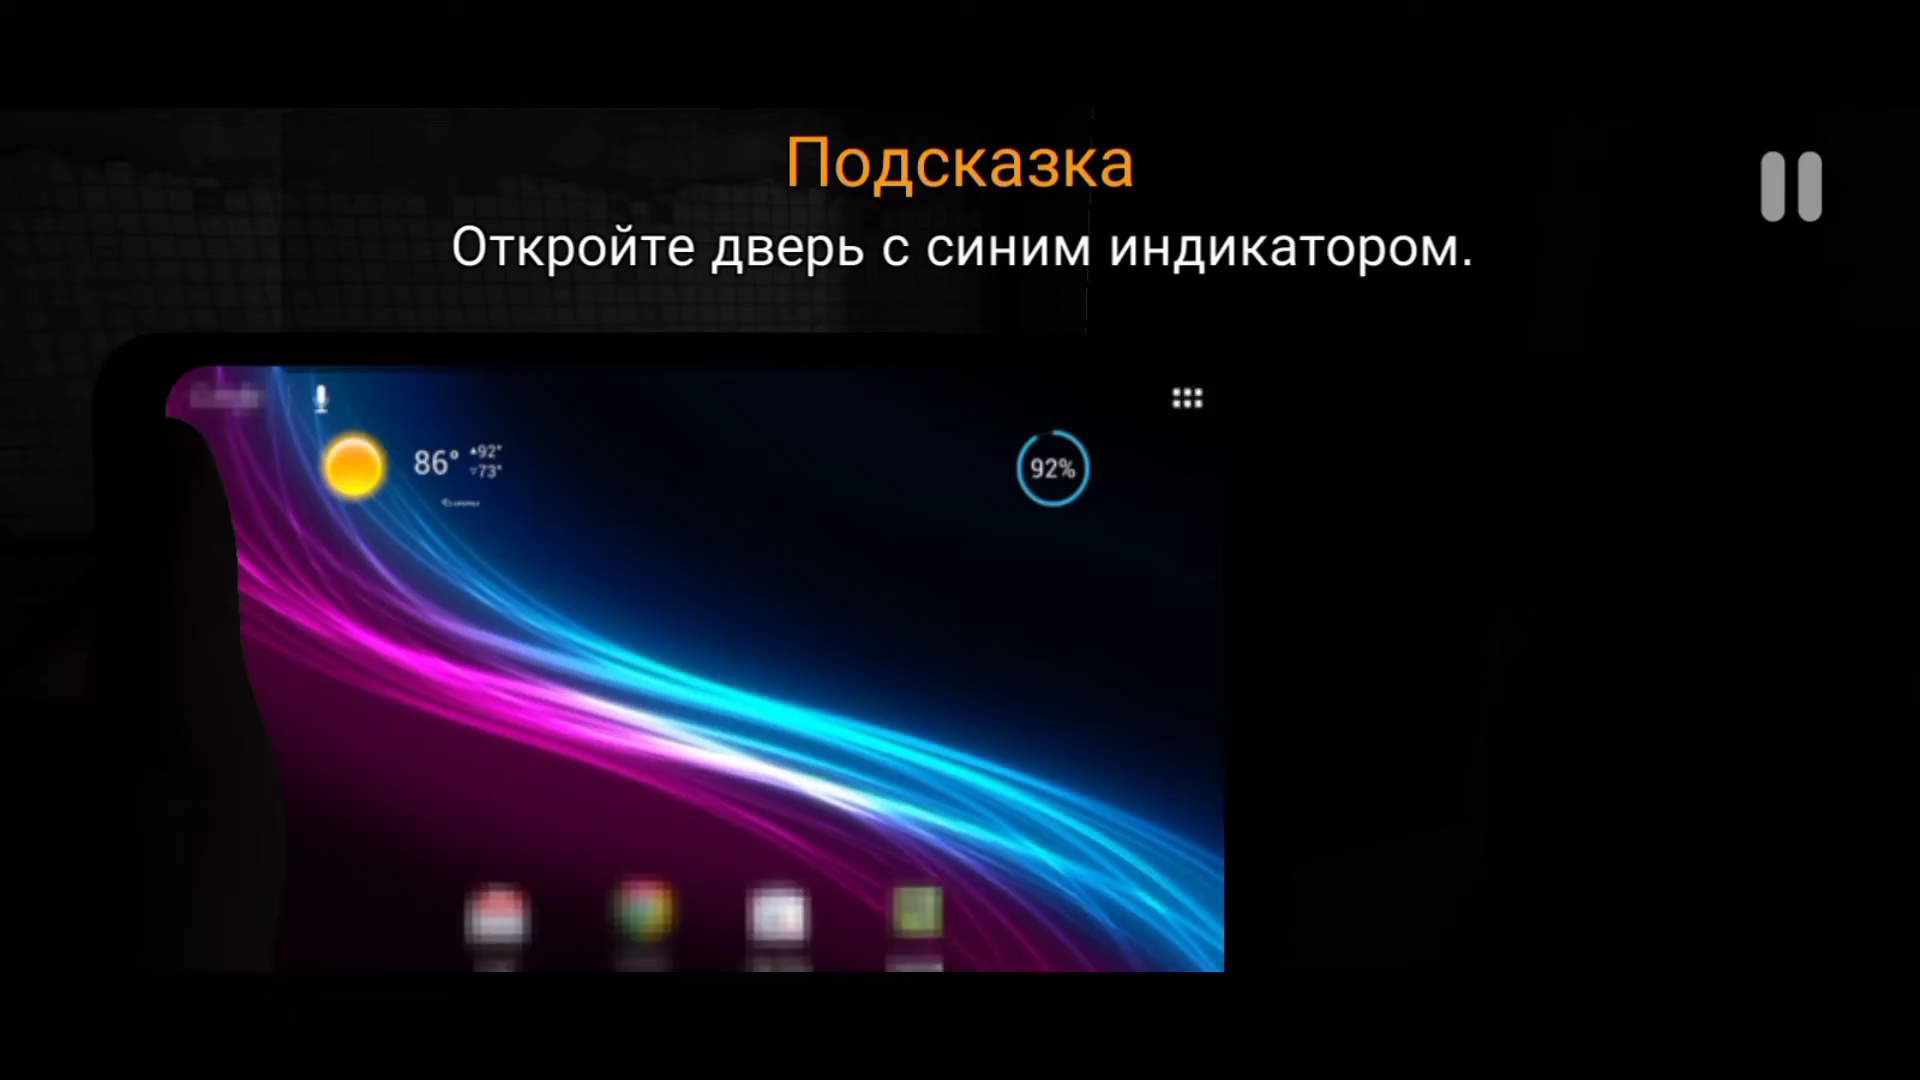 Подсказка
Откройте дверь с синим индикатором.
86° ▲92°
▽73°
92%